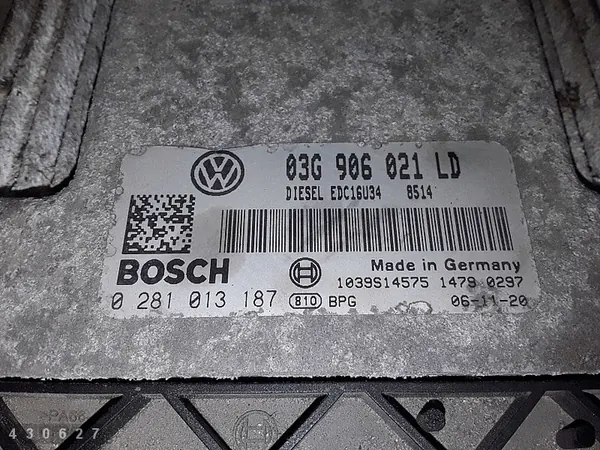 03G 906 021 LD
DIESEL EDC16U34 8514
BOSCH
Made in Germany
1039S14575 1479 0297
0 281 013 187 810 BPG 06-11-20
430627